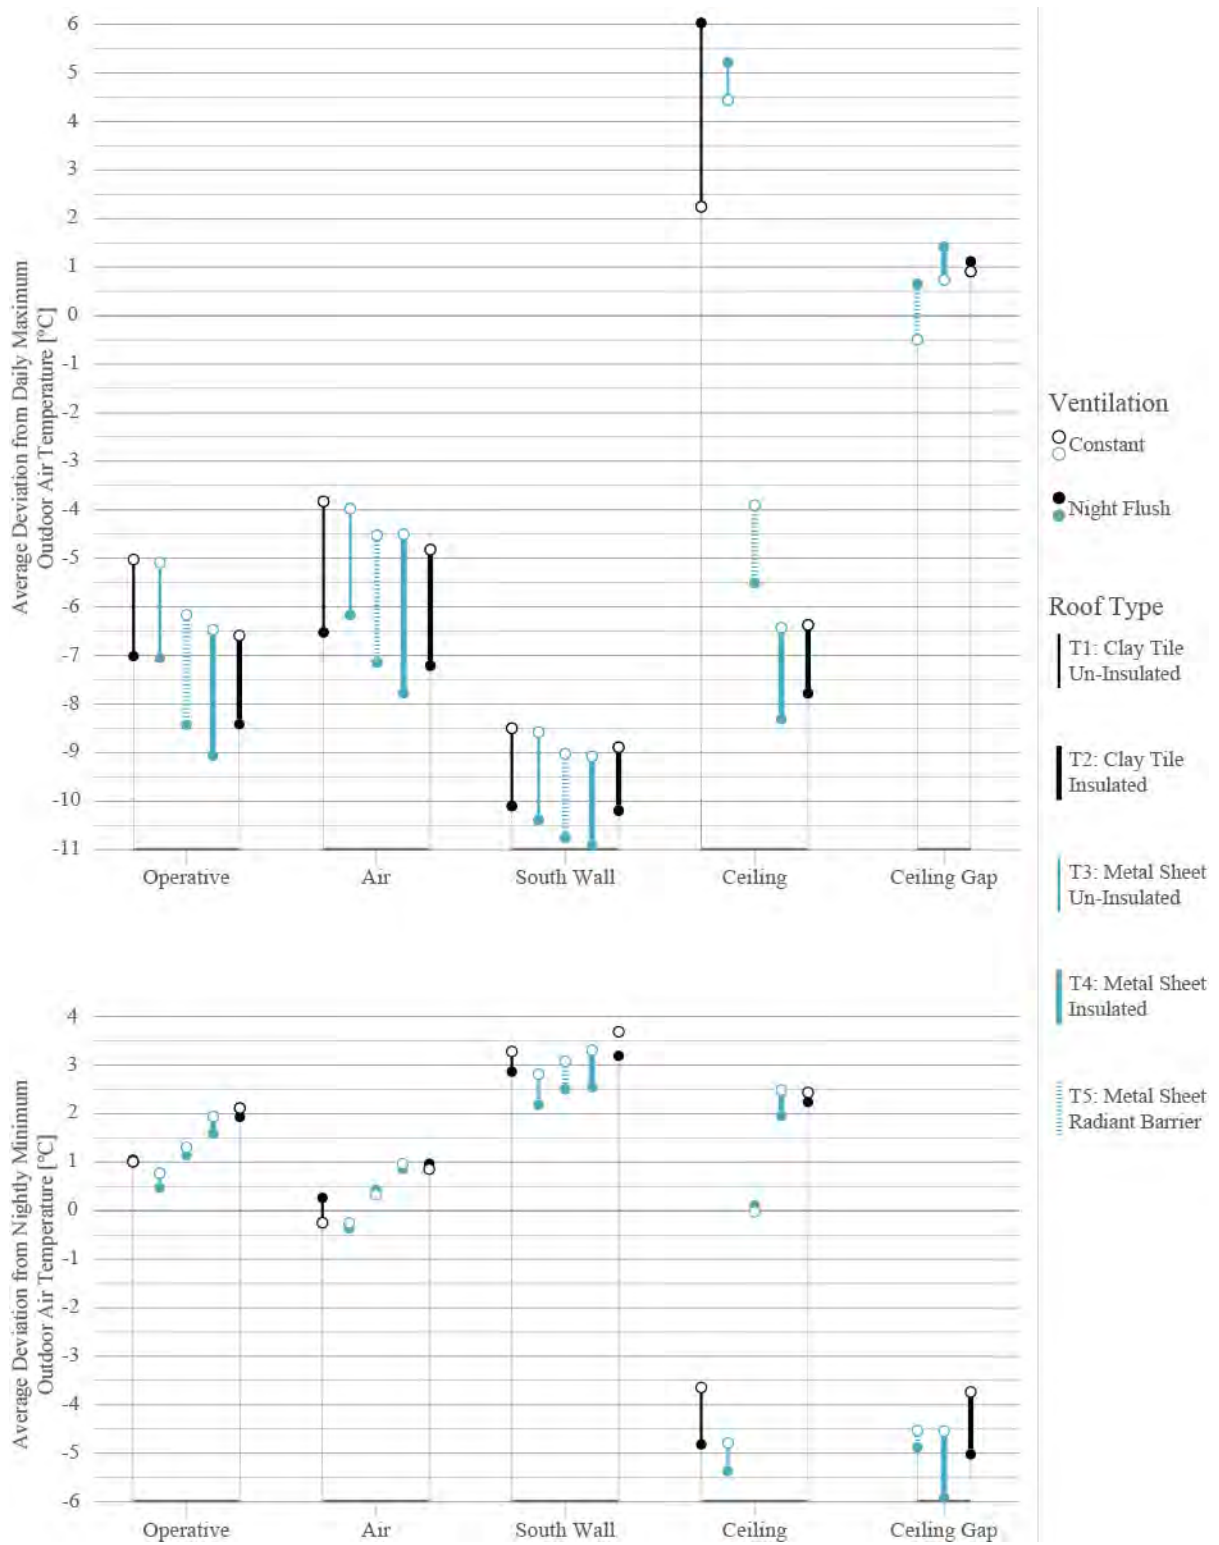 6
5
4
3
2
1
0
-1
-2
-3
-4
-5
-6
-7
-8
-9
-10
-11
Average Deviation from Daily Maximum
Outdoor Air Temperature [°C]
Operative Air South Wall Ceiling Ceiling Gap
4
3
2
1
0
-1
-2
-3
-4
-5
-6
Average Deviation from Nightly Minimum
Outdoor Air Temperature [°C]
Operative Air South Wall Ceiling Ceiling Gap
Ventilation
Constant
Night Flush
Roof Type
T1: Clay Tile
Un-Insulated
T2: Clay Tile
Insulated
T3: Metal Sheet
Un-Insulated
T4: Metal Sheet
Insulated
T5: Metal Sheet
Radiant Barrier